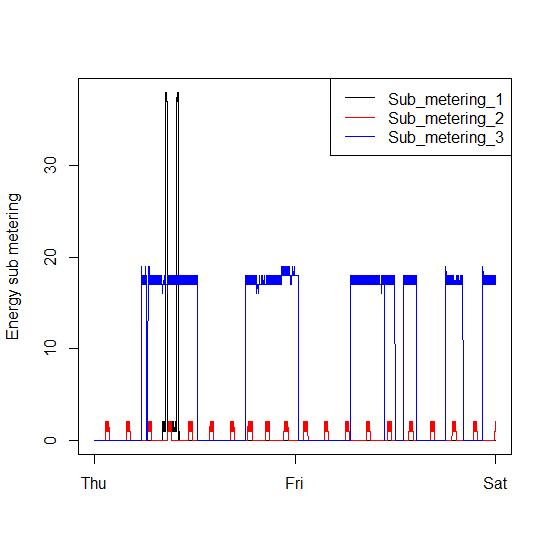 Sub_metering_1
Sub_metering_2
Sub_metering_3
Energy sub metering
30
20
10
0
Thu Fri Sat